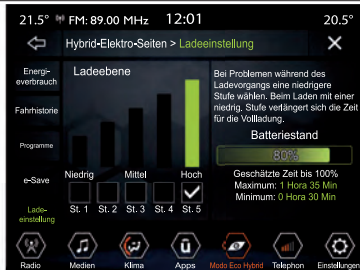 21.5° FM: 89.00 MHz 12:01 20.5°
Hybrid-Elektro-Seiten > Ladeeinstellung
Energi-
everbrauch
Fahrhistorie
Programme
e-Save
Lade-
einstellung
Ladeebene
Niedrig Mittel Hoch
St. 1 St. 2 St. 3 St. 4 St. 5
Bei Problemen während des
Ladevorgangs eine niedrigere
Stufe wählen. Beim Laden mit einer
niedrig. Stufe verlängert sich die Zeit
für die Vollladung.
Batteriestand
80%
Geschätzte Zeit bis 100%
Maximum: 1 Hora 35 Min
Minimum: 0 Hora 30 Min
Radio Medien Klima Apps Modo Eco Hybrid Telephon Einstellungen